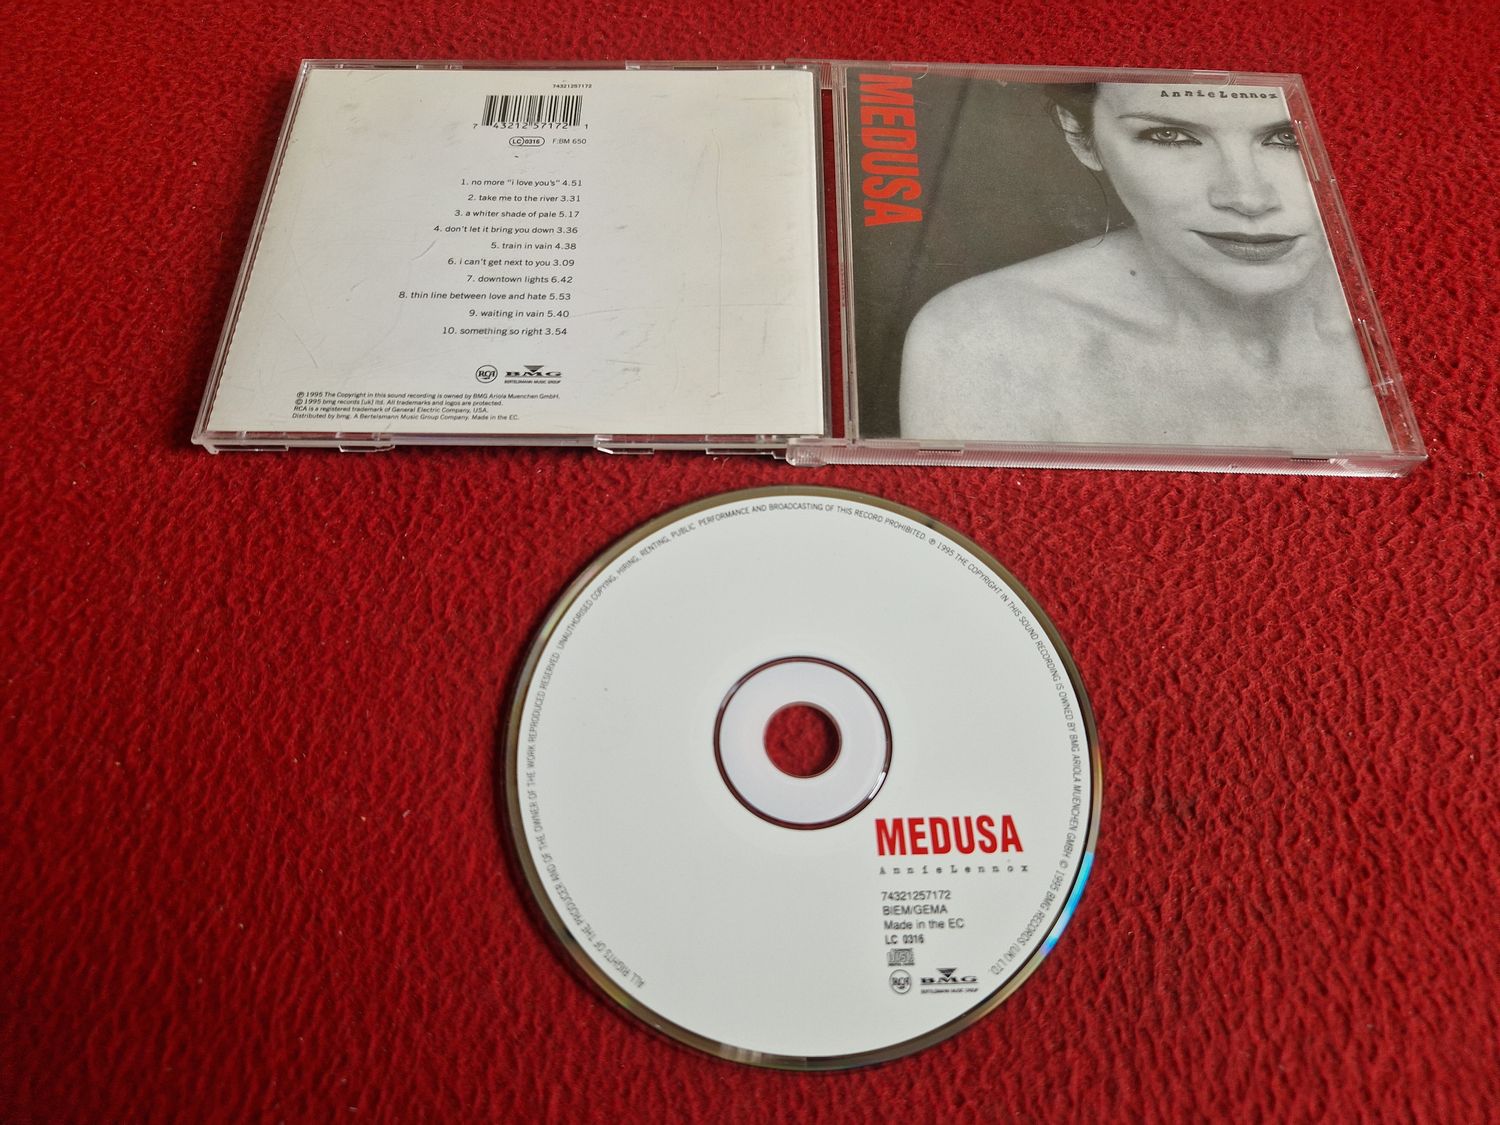 74321257172
7 43212 57172 1
LC 0316 F:BM 650
1. no more "i love you's" 4.51
2. take me to the river 3.31
3. a whiter shade of pale 5.17
4. don't let it bring you down 3.36
5. train in vain 4.38
6. i can't get next to you 3.09
7. downtown lights 6.42
8. thin line between love and hate 5.53
9. waiting in vain 5.40
10. something so right 3.54
RCA BMG
BERTELSMANN MUSIC GROUP
℗ 1995 The Copyright in this sound recording is owned by BMG Ariola Muenchen GmbH.
© 1995 bmg records [uk] ltd. All trademarks and logos are protected.
RCA is a registered trademark of General Electric Company, USA.
Distributed by bmg. A Bertelsmann Music Group Company. Made in the EC.
MEDUSA
AnnieLennox
ALL RIGHTS OF THE PRODUCER AND OF THE OWNER OF THE WORK REPRODUCED RESERVED. UNAUTHORISED COPYING, HIRING, RENTING, PUBLIC PERFORMANCE AND BROADCASTING OF THIS RECORD PROHIBITED. ℗ 1995 THE COPYRIGHT IN THIS SOUND RECORDING IS OWNED BY BMG ARIOLA MUENCHEN GMBH © 1995 BMG RECORDS (UK) LTD.
MEDUSA
AnnieLennox
74321257172
BIEM/GEMA
Made in the EC
LC 0316
RCA BMG
BERTELSMANN MUSIC GROUP